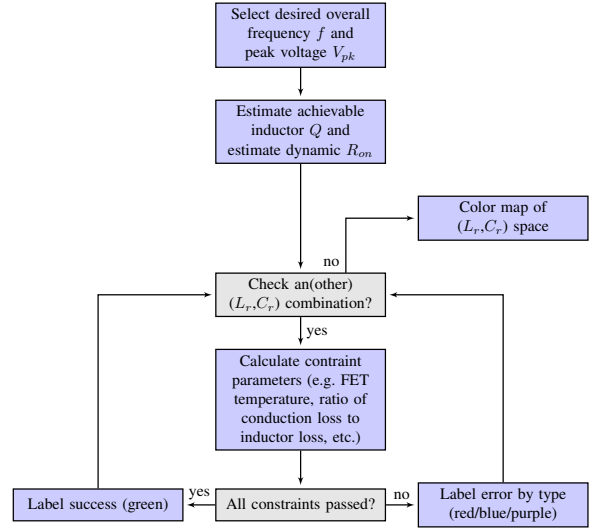 Select desired overall
frequency f and
peak voltage V_pk
Estimate achievable
inductor Q and
estimate dynamic R_on
Color map of
(L_r,C_r) space
no
Check an(other)
(L_r,C_r) combination?
yes
Calculate contraint
parameters (e.g. FET
temperature, ratio of
conduction loss to
inductor loss, etc.)
Label success (green)
yes
All constraints passed?
no
Label error by type
(red/blue/purple)